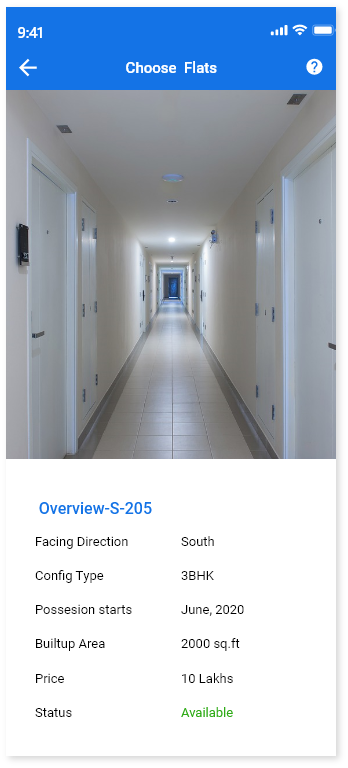 9:41
Choose Flats
?
Overview-S-205
Facing Direction South
Config Type 3BHK
Possesion starts June, 2020
Builtup Area 2000 sq.ft
Price 10 Lakhs
Status Available